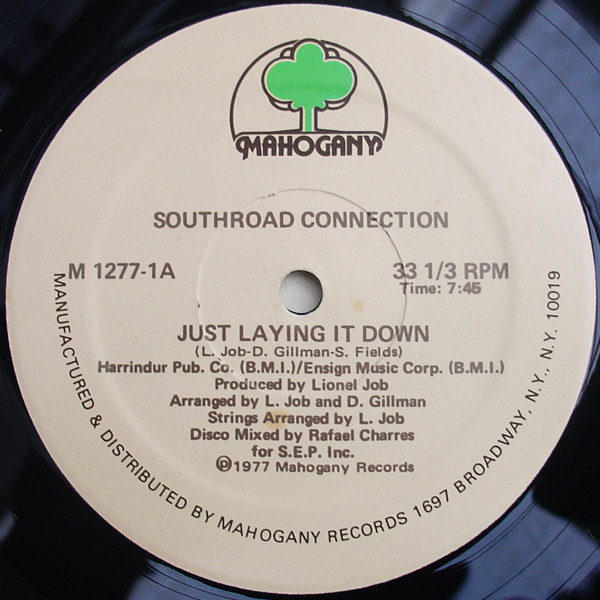 MAHOGANY
SOUTHROAD CONNECTION
M 1277-1A
33 1/3 RPM
Time: 7:45
JUST LAYING IT DOWN
(L. Job-D. Gillman-S. Fields)
Harrindur Pub. Co. (B.M.I.)/Ensign Music Corp. (B.M.I.)
Produced by Lionel Job
Arranged by L. Job and D. Gillman
Strings Arranged by L. Job
Disco Mixed by Rafael Charres
for S.E.P. Inc.
℗1977 Mahogany Records
MANUFACTURED & DISTRIBUTED BY MAHOGANY RECORDS 1697 BROADWAY, N.Y., N.Y. 10019